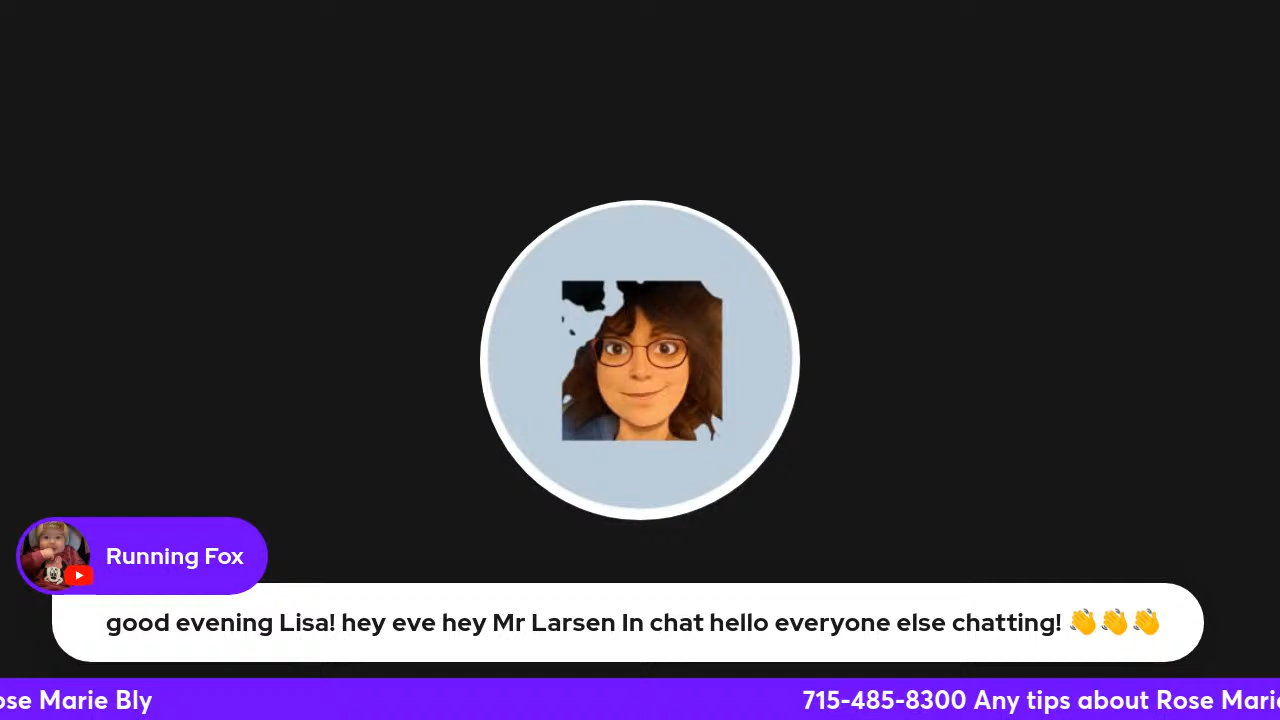 Running Fox
good evening Lisa! hey eve hey Mr Larsen In chat hello everyone else chatting! 👋👋👋
ose Marie Bly 715-485-8300 Any tips about Rose Marie